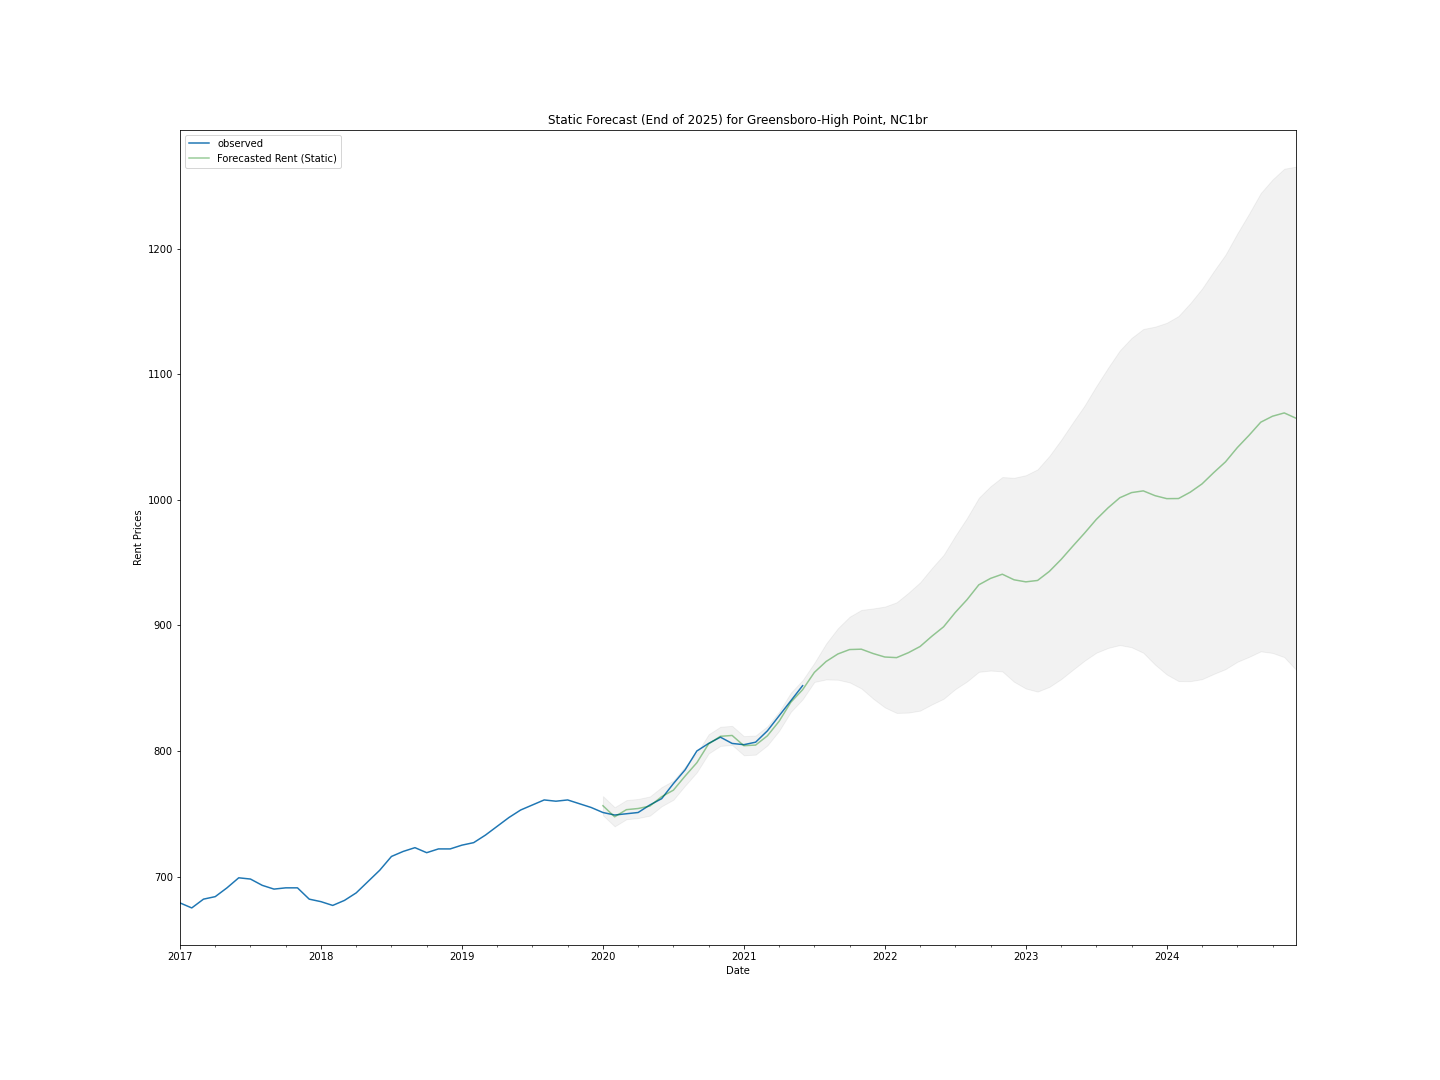 Static Forecast (End of 2025) for Greensboro-High Point, NC1br
observed
Forecasted Rent (Static)
1200
1100
1000
900
800
700
Rent Prices
2017 2018 2019 2020 2021 2022 2023 2024
Date